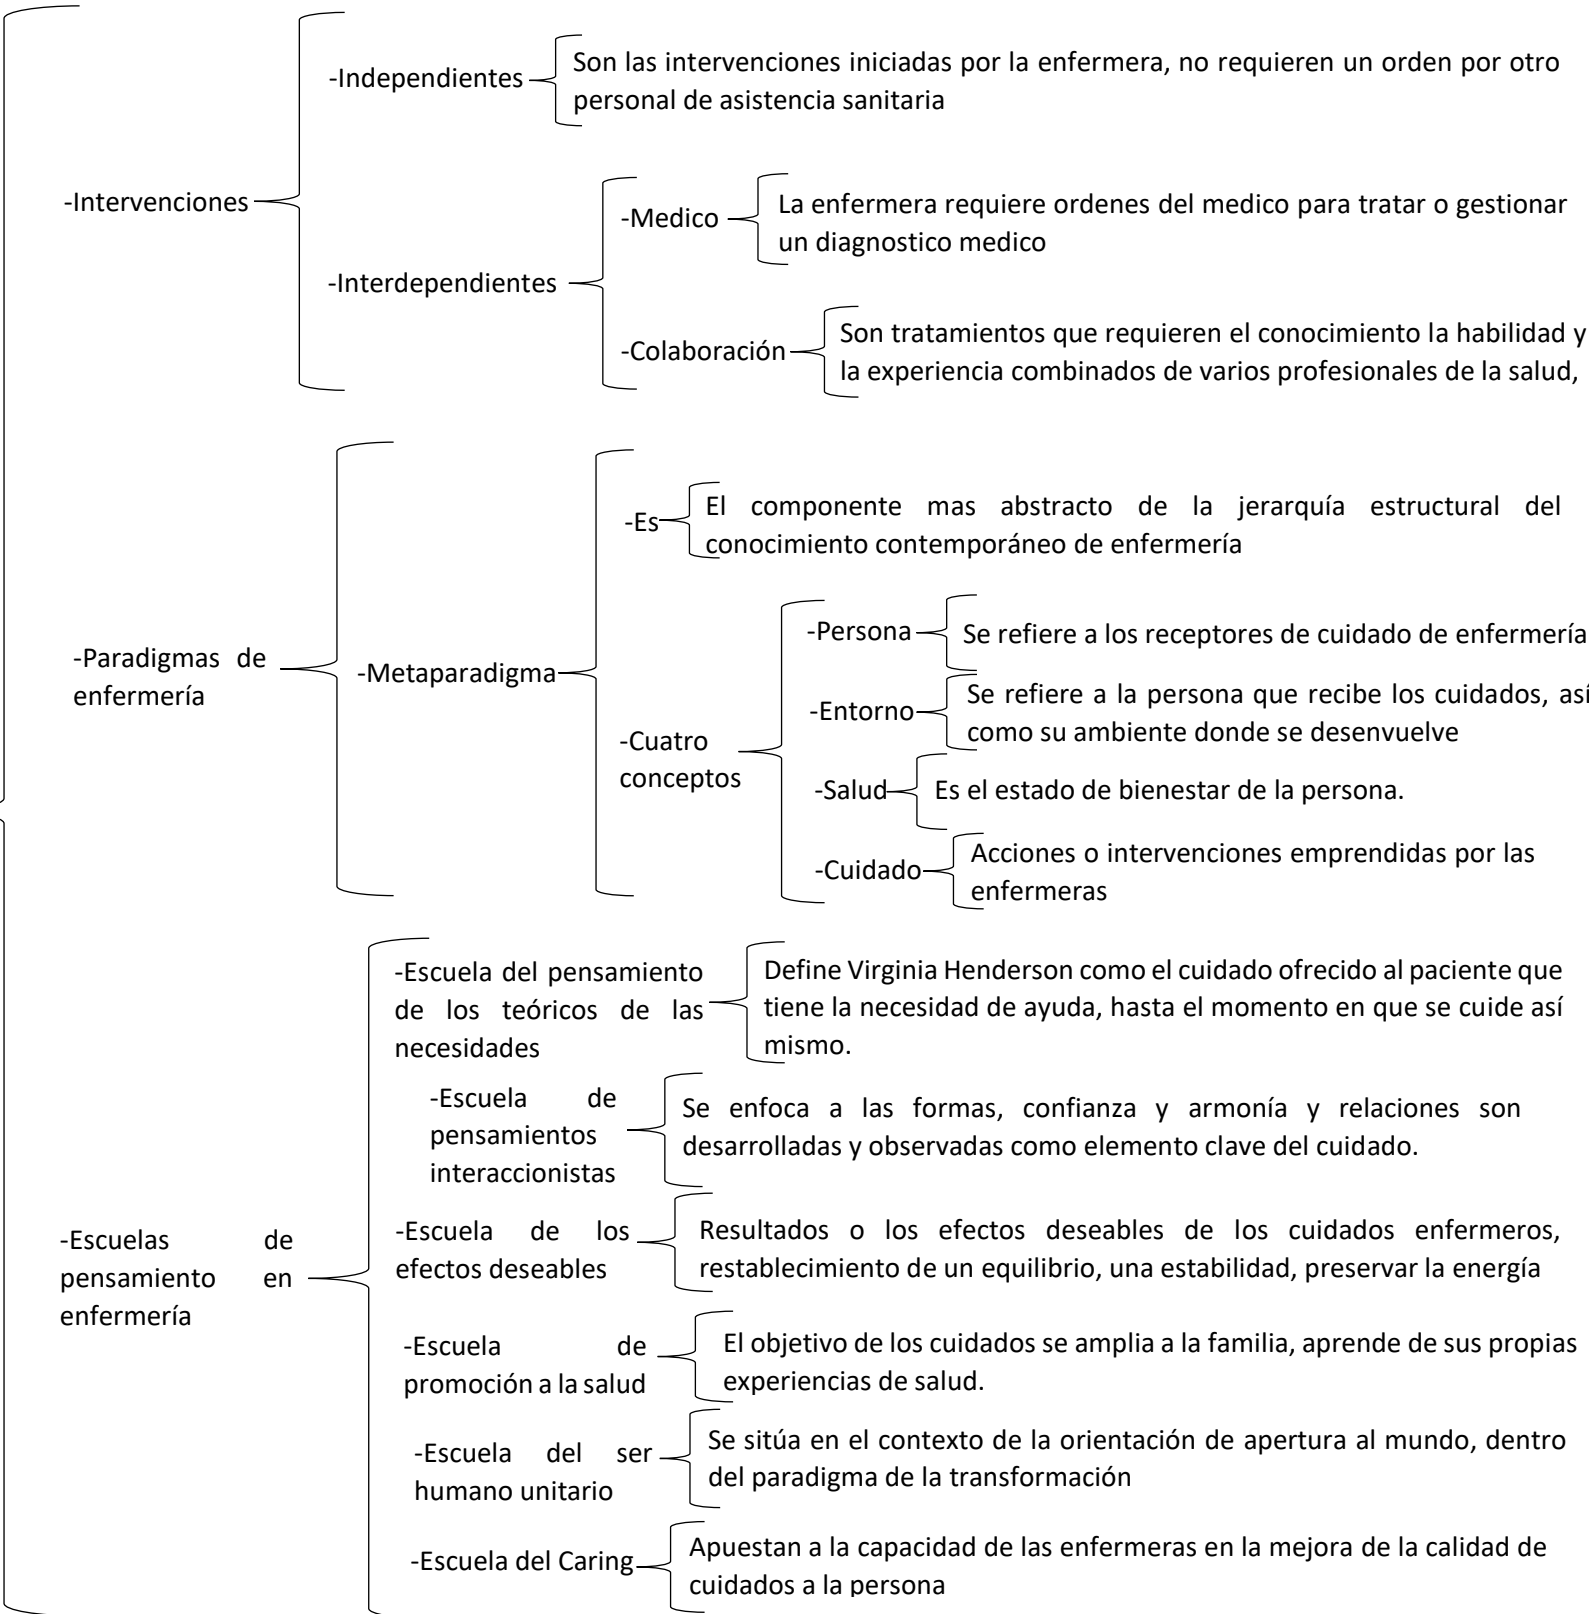 -Intervenciones
-Independientes
Son las intervenciones iniciadas por la enfermera, no requieren un orden por otro
personal de asistencia sanitaria
-Interdependientes
-Medico
La enfermera requiere ordenes del medico para tratar o gestionar
un diagnostico medico
-Colaboración
Son tratamientos que requieren el conocimiento la habilidad y
la experiencia combinados de varios profesionales de la salud,
-Paradigmas de
enfermería
-Metaparadigma
-Es
El componente mas abstracto de la jerarquía estructural del
conocimiento contemporáneo de enfermería
-Cuatro
conceptos
-Persona
Se refiere a los receptores de cuidado de enfermería
-Entorno
Se refiere a la persona que recibe los cuidados, así
como su ambiente donde se desenvuelve
-Salud
Es el estado de bienestar de la persona.
-Cuidado
Acciones o intervenciones emprendidas por las
enfermeras
-Escuelas de
pensamiento en
enfermería
-Escuela del pensamiento
de los teóricos de las
necesidades
Define Virginia Henderson como el cuidado ofrecido al paciente que
tiene la necesidad de ayuda, hasta el momento en que se cuide así
mismo.
-Escuela de
pensamientos
interaccionistas
Se enfoca a las formas, confianza y armonía y relaciones son
desarrolladas y observadas como elemento clave del cuidado.
-Escuela de los
efectos deseables
Resultados o los efectos deseables de los cuidados enfermeros,
restablecimiento de un equilibrio, una estabilidad, preservar la energía
-Escuela de
promoción a la salud
El objetivo de los cuidados se amplia a la familia, aprende de sus propias
experiencias de salud.
-Escuela del ser
humano unitario
Se sitúa en el contexto de la orientación de apertura al mundo, dentro
del paradigma de la transformación
-Escuela del Caring
Apuestan a la capacidad de las enfermeras en la mejora de la calidad de
cuidados a la persona